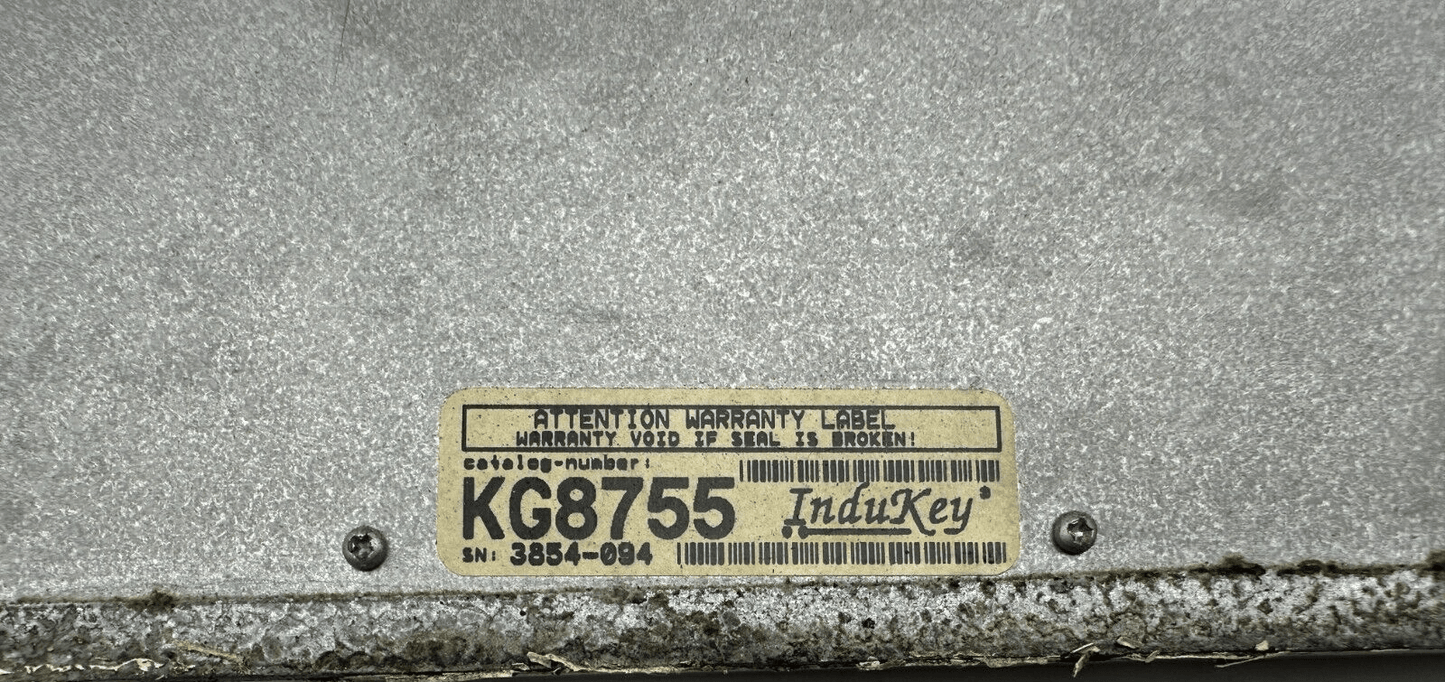 ATTENTION WARRANTY LABEL
WARRANTY VOID IF SEAL IS BROKEN!
catalog-number:
KG8755
InduKey®
SN: 3854-094